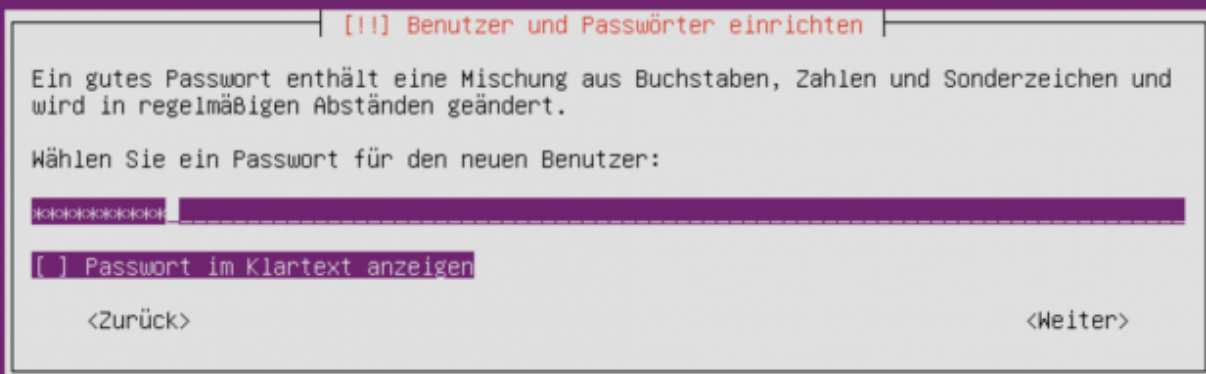 [!!] Benutzer und Passwörter einrichten
Ein gutes Passwort enthält eine Mischung aus Buchstaben, Zahlen und Sonderzeichen und
wird in regelmäßigen Abständen geändert.
Wählen Sie ein Passwort für den neuen Benutzer:
**********
[ ] Passwort im Klartext anzeigen
<Zurück> <Weiter>